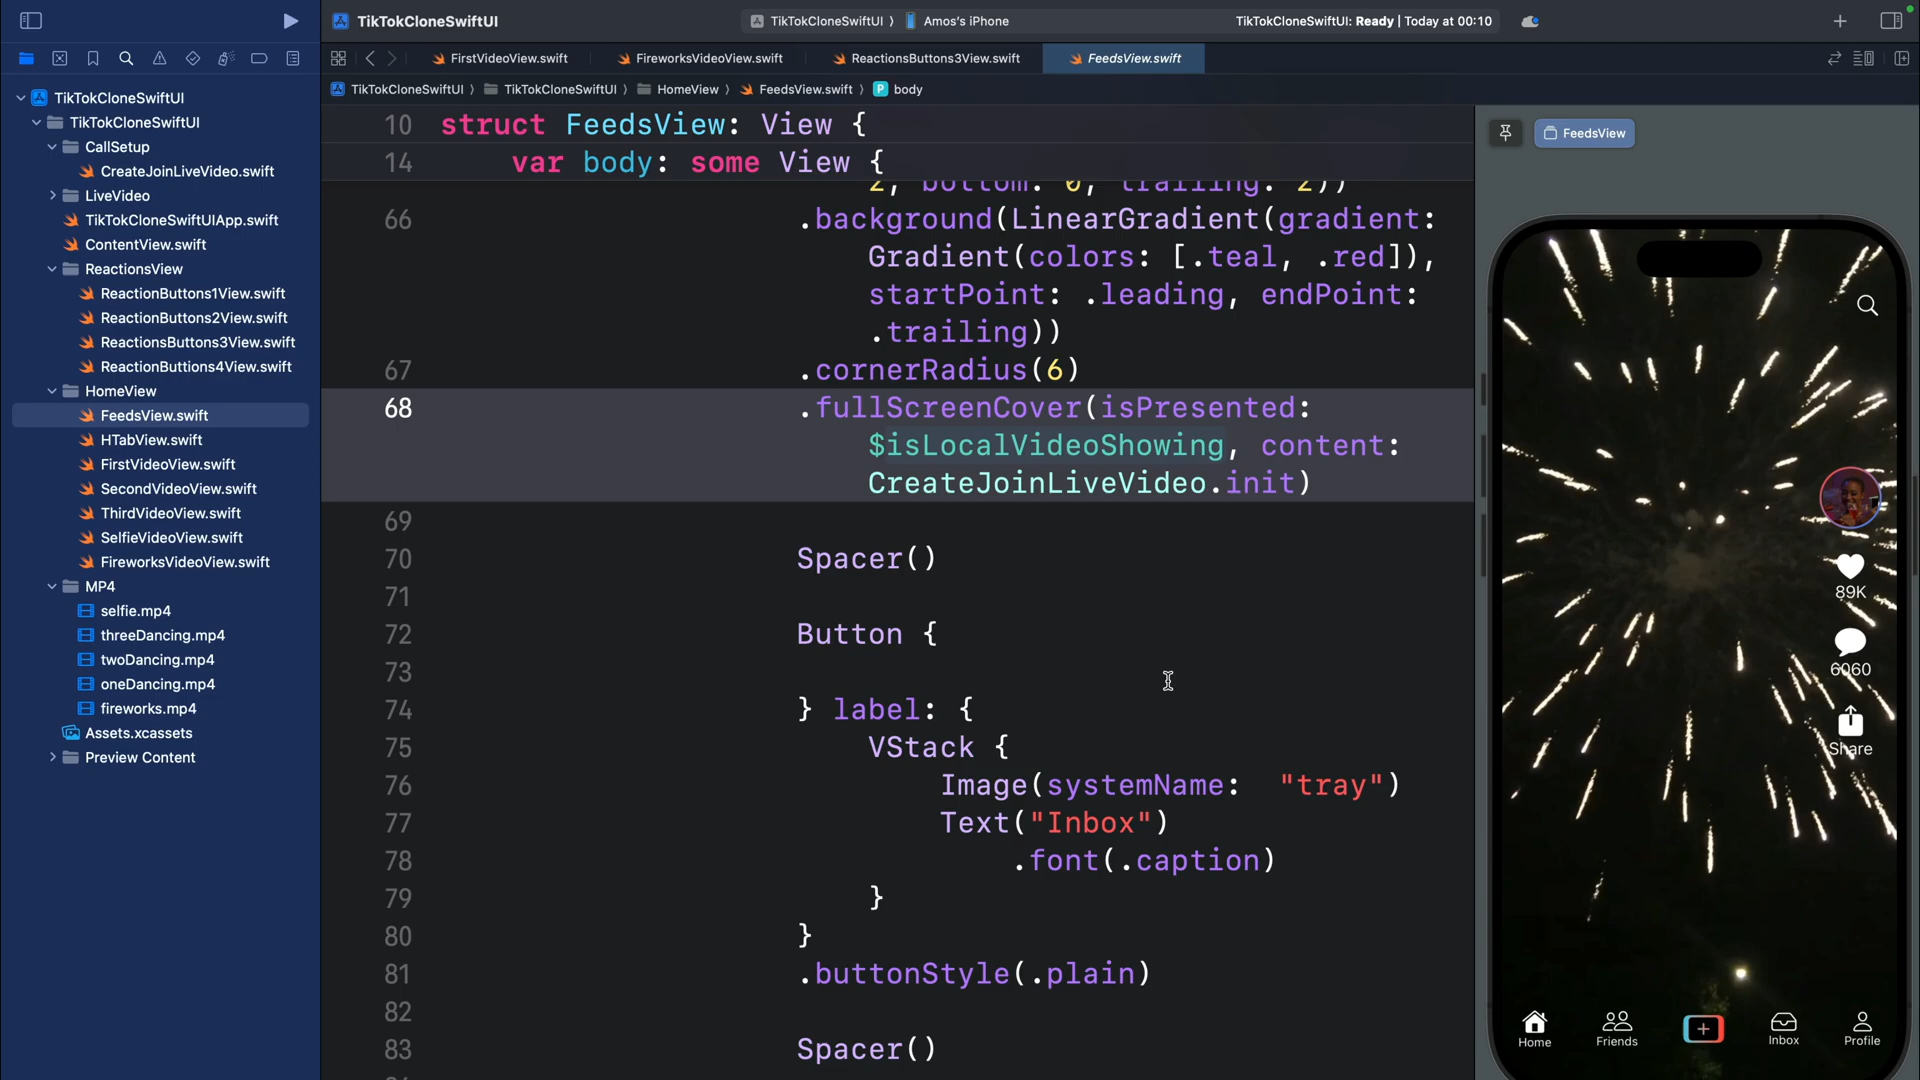 TikTokCloneSwiftUI
TikTokCloneSwiftUI
Amos's iPhone
TikTokCloneSwiftUI: Ready | Today at 00:10
FirstVideoView.swift
FireworksVideoView.swift
ReactionsButtons3View.swift
FeedsView.swift
TikTokCloneSwiftUI
TikTokCloneSwiftUI
HomeView
FeedsView.swift
P body
TikTokCloneSwiftUI
TikTokCloneSwiftUI
CallSetup
CreateJoinLiveVideo.swift
LiveVideo
TikTokCloneSwiftUIApp.swift
ContentView.swift
ReactionsView
ReactionButtons1View.swift
ReactionButtons2View.swift
ReactionsButtons3View.swift
ReactionButtions4View.swift
HomeView
FeedsView.swift
HTabView.swift
FirstVideoView.swift
SecondVideoView.swift
ThirdVideoView.swift
SelfieVideoView.swift
FireworksVideoView.swift
MP4
selfie.mp4
threeDancing.mp4
twoDancing.mp4
oneDancing.mp4
fireworks.mp4
Assets.xcassets
Preview Content
10 struct FeedsView: View {
14 var body: some View {
2, bottom: 0, trailing: 2))
66 .background(LinearGradient(gradient:
Gradient(colors: [.teal, .red]),
startPoint: .leading, endPoint:
.trailing))
67 .cornerRadius(6)
68 .fullScreenCover(isPresented:
$isLocalVideoShowing, content:
CreateJoinLiveVideo.init)
69
70 Spacer()
71
72 Button {
73
74 } label: {
75 VStack {
76 Image(systemName: "tray")
77 Text("Inbox")
78 .font(.caption)
79 }
80 }
81 .buttonStyle(.plain)
82
83 Spacer()
FeedsView
89K
6060
Share
Home
Friends
Inbox
Profile